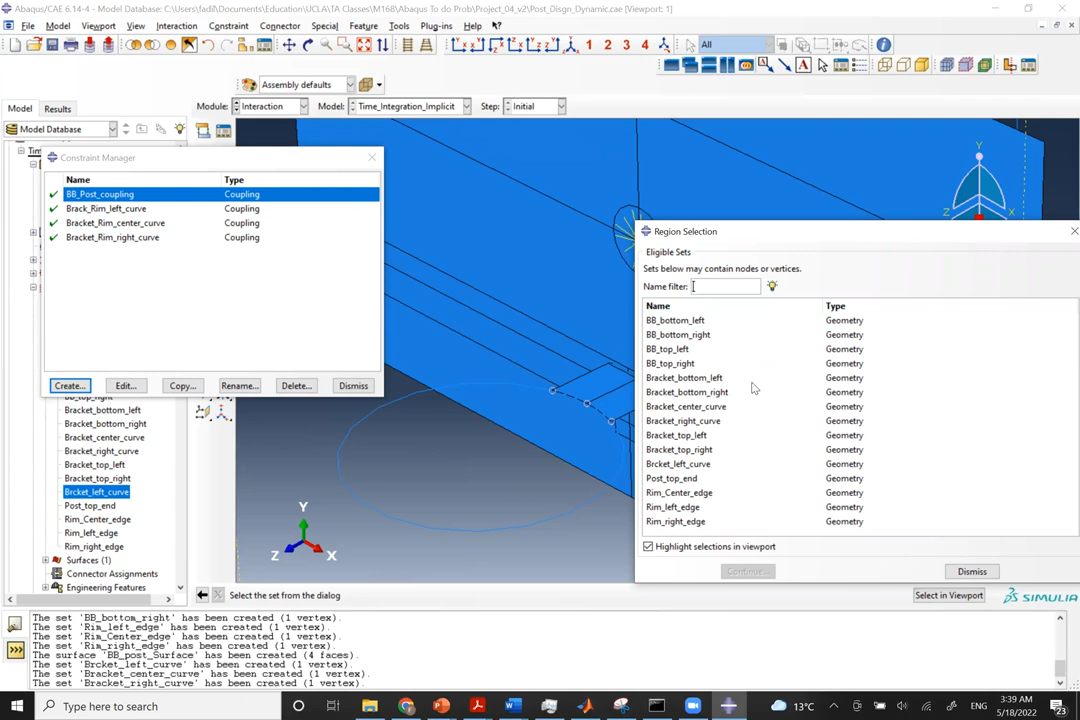 Abaqus/CAE 6.14-4 - Model Database: C:\Users\fadil\Documents\Education\UCLA\TA Classes\M168\Abaqus To do Prob\Project_04_v2\Post_Disgn_Dynamic.cae [Viewport: 1]
File Model Viewport View Interaction Constraint Connector Special Feature Tools Plug-ins Help
1 2 3 4 All
Assembly defaults
Model Results Module: Interaction Model: Time_Integration_Implicit Step: Initial
Model Database
Constraint Manager
Name Type
BB_Post_coupling Coupling
Brack_Rim_left_curve Coupling
Bracket_Rim_center_curve Coupling
Bracket_Rim_right_curve Coupling
Create... Edit... Copy... Rename... Delete... Dismiss
Bracket_bottom_left
Bracket_bottom_right
Bracket_center_curve
Bracket_right_curve
Bracket_top_left
Bracket_top_right
Brcket_left_curve
Post_top_end
Rim_Center_edge
Rim_left_edge
Rim_right_edge
Surfaces (1)
Connector Assignments
Engineering Features
Y
Z X
Y
Z X
Region Selection
Eligible Sets
Sets below may contain nodes or vertices.
Name filter:
Name Type
BB_bottom_left Geometry
BB_bottom_right Geometry
BB_top_left Geometry
BB_top_right Geometry
Bracket_bottom_left Geometry
Bracket_bottom_right Geometry
Bracket_center_curve Geometry
Bracket_right_curve Geometry
Bracket_top_left Geometry
Bracket_top_right Geometry
Brcket_left_curve Geometry
Post_top_end Geometry
Rim_Center_edge Geometry
Rim_left_edge Geometry
Rim_right_edge Geometry
Highlight selections in viewport
Continue... Dismiss
Select the set from the dialog Select in Viewport SIMULIA
The set 'BB_bottom_right' has been created (1 vertex).
The set 'Rim_left_edge' has been created (1 vertex).
The set 'Rim_Center_edge' has been created (1 vertex).
The set 'Rim_right_edge' has been created (1 vertex).
The surface 'BB_post_Surface' has been created (4 faces).
The set 'Brcket_left_curve' has been created (1 vertex).
The set 'Bracket_center_curve' has been created (1 vertex).
The set 'Bracket_right_curve' has been created (1 vertex).
Type here to search
13°C ENG 3:39 AM
5/18/2022 23